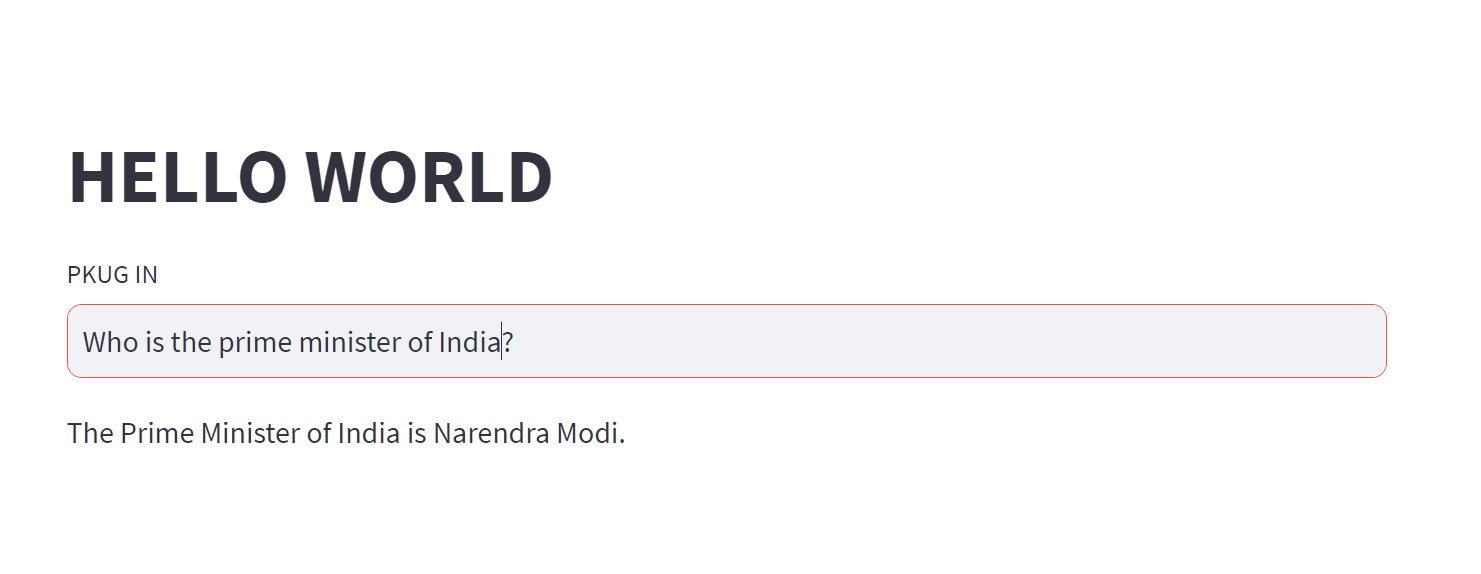 HELLO WORLD
PKUG IN
Who is the prime minister of India?
The Prime Minister of India is Narendra Modi.